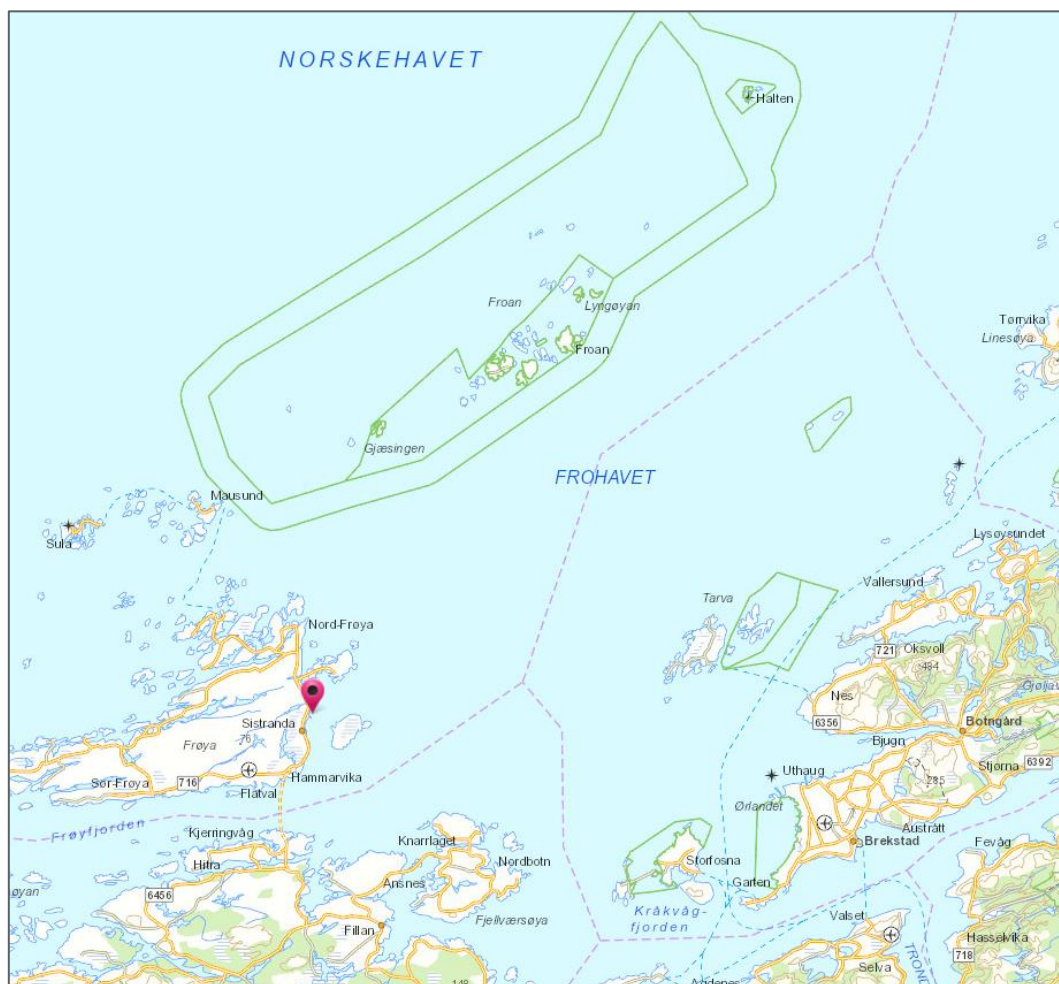 NORSKEHAVET
Halten
Froan
Lyngøyan
Froan
Tørrvika
Linesøya
Gjæsingen
FROHAVET
Mausund
Sula
Lysøysundet
Vallersund
Tarva
Nord-Frøya
721
Oksvoll
484
Nes
6356
Botngård
Bjugn
Stjørna
6392
Sistranda
76
Frøya
Sør-Frøya
716
Flatval
Hammarvika
Uthaug
285
Ørlandet
Austrått
Brekstad
Fevåg
Frøyfjorden
Kjerringvåg
Hitra
Knarrlaget
Nordbotn
Storfosna
Garten
6456
Ansnes
Fjellværsøya
Fillan
Kråkvåg-
fjorden
Valset
Hasselvika
718
Selva